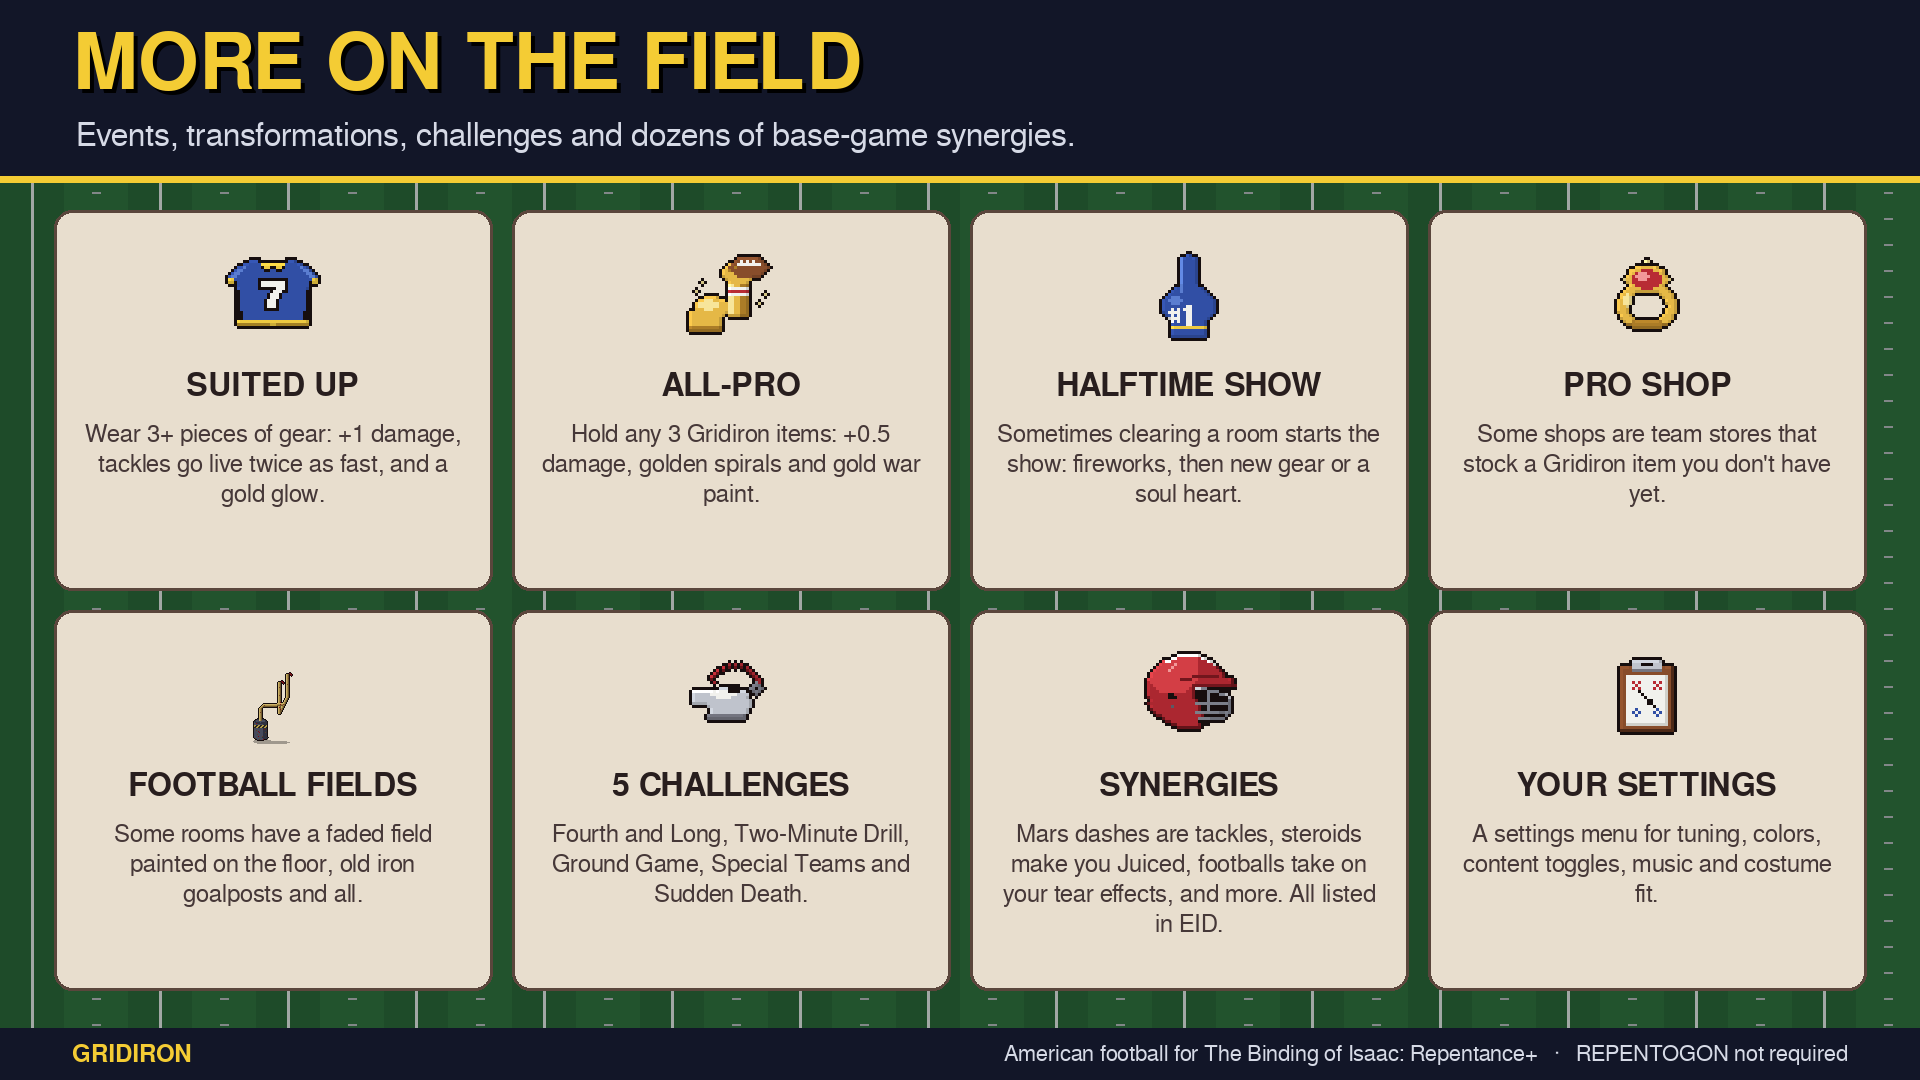 MORE ON THE FIELD
Events, transformations, challenges and dozens of base-game synergies.
7
#1
SUITED UP
Wear 3+ pieces of gear: +1 damage,
tackles go live twice as fast, and a
gold glow.
ALL-PRO
Hold any 3 Gridiron items: +0.5
damage, golden spirals and gold war
paint.
HALFTIME SHOW
Sometimes clearing a room starts the
show: fireworks, then new gear or a
soul heart.
PRO SHOP
Some shops are team stores that
stock a Gridiron item you don't have
yet.
FOOTBALL FIELDS
Some rooms have a faded field
painted on the floor, old iron
goalposts and all.
5 CHALLENGES
Fourth and Long, Two-Minute Drill,
Ground Game, Special Teams and
Sudden Death.
SYNERGIES
Mars dashes are tackles, steroids
make you Juiced, footballs take on
your tear effects, and more. All listed
in EID.
YOUR SETTINGS
A settings menu for tuning, colors,
content toggles, music and costume
fit.
GRIDIRON
American football for The Binding of Isaac: Repentance+ · REPENTOGON not required